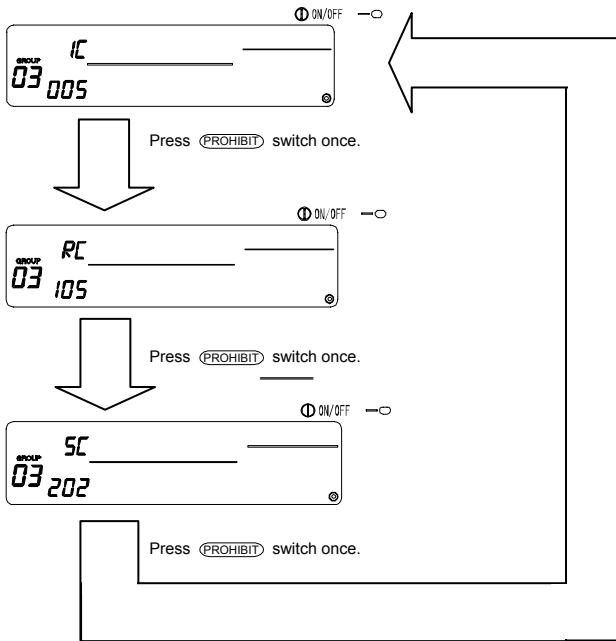 ON/OFF
IC
GROUP
03 005
Press PROHIBIT switch once.
ON/OFF
RC
GROUP
03 105
Press PROHIBIT switch once.
ON/OFF
SC
GROUP
03 202
Press PROHIBIT switch once.